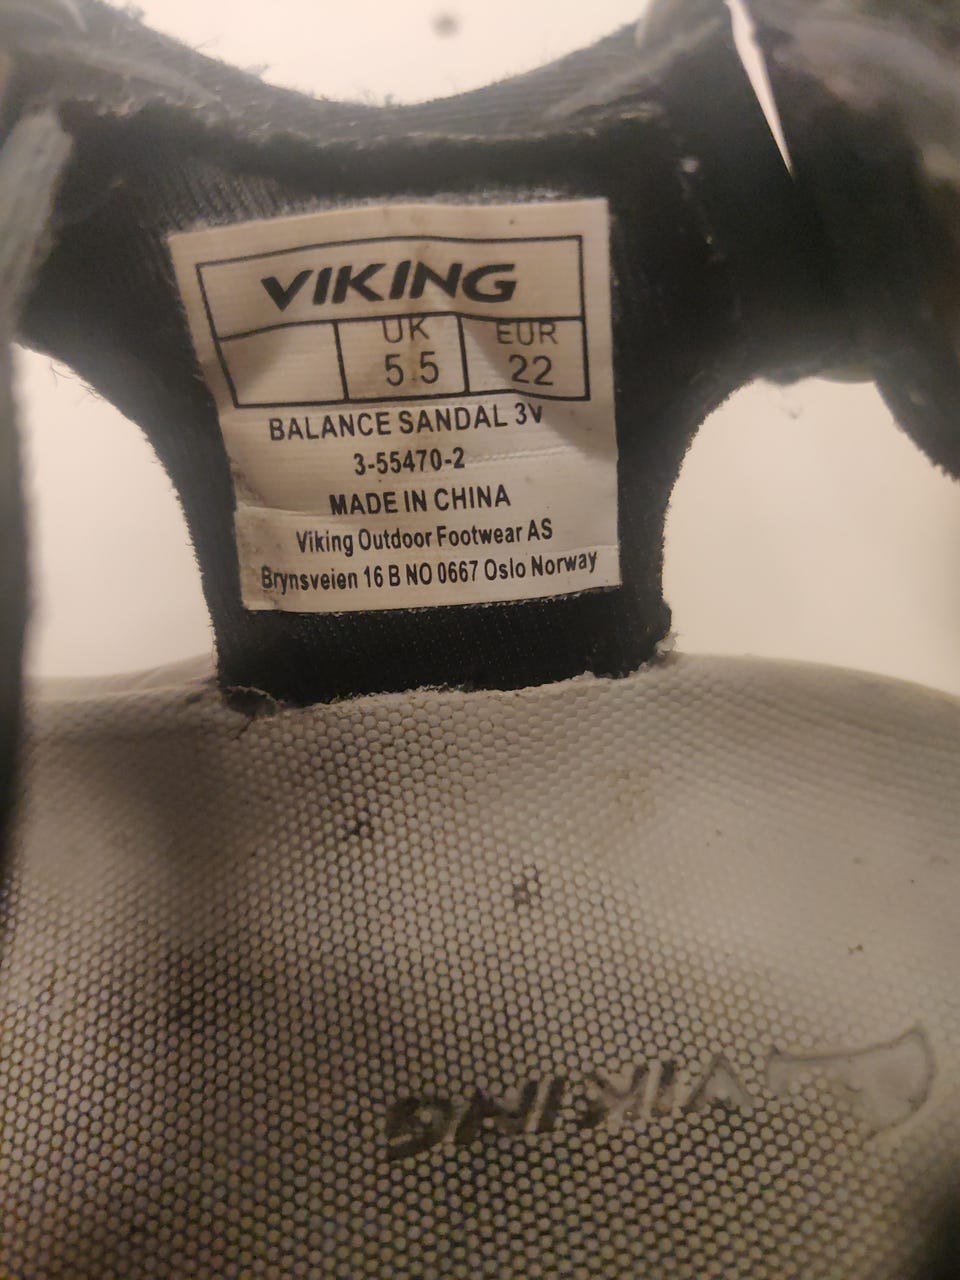 VIKING
UK EUR
5.5 22
BALANCE SANDAL 3V
3-55470-2
MADE IN CHINA
Viking Outdoor Footwear AS
Brynsveien 16 B NO 0667 Oslo Norway
VIKING